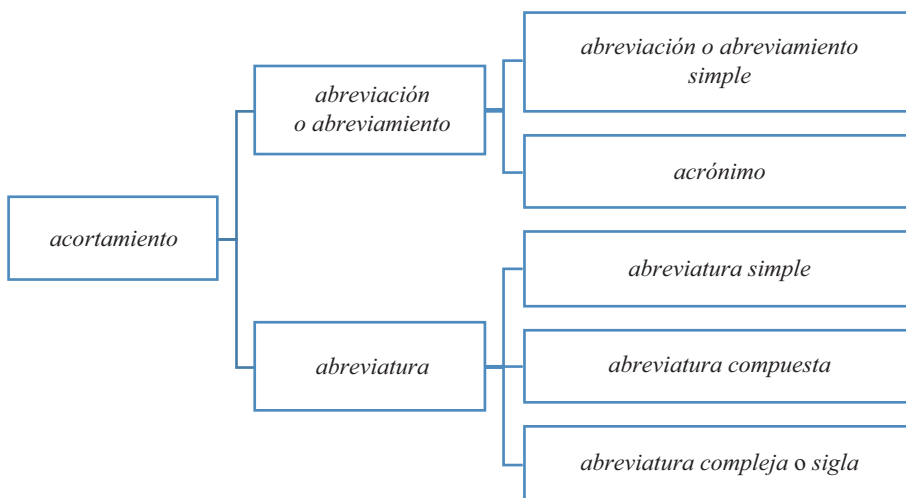 abreviación o abreviamiento
simple
abreviación
o abreviamiento
acrónimo
acortamiento
abreviatura simple
abreviatura
abreviatura compuesta
abreviatura compleja o sigla